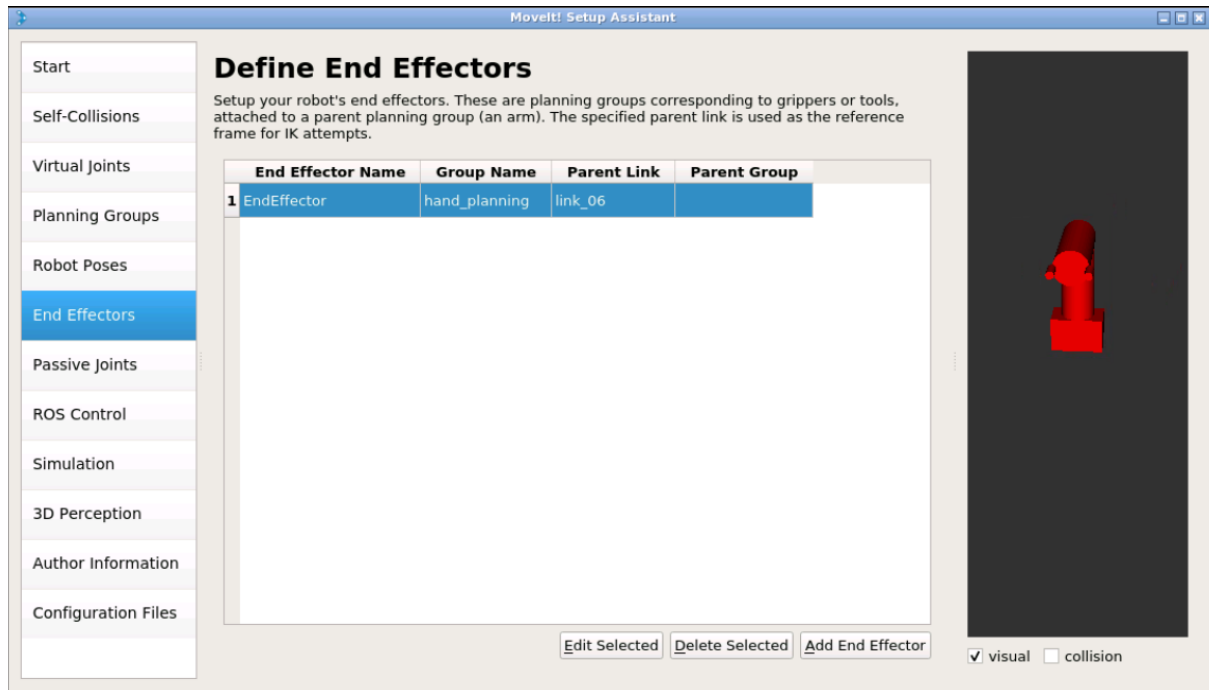 MoveIt! Setup Assistant
Start
Self-Collisions
Virtual Joints
Planning Groups
Robot Poses
End Effectors
Passive Joints
ROS Control
Simulation
3D Perception
Author Information
Configuration Files
Define End Effectors
Setup your robot's end effectors. These are planning groups corresponding to grippers or tools,
attached to a parent planning group (an arm). The specified parent link is used as the reference
frame for IK attempts.
End Effector Name Group Name Parent Link Parent Group
1 EndEffector hand_planning link_06
Edit Selected Delete Selected Add End Effector
visual collision